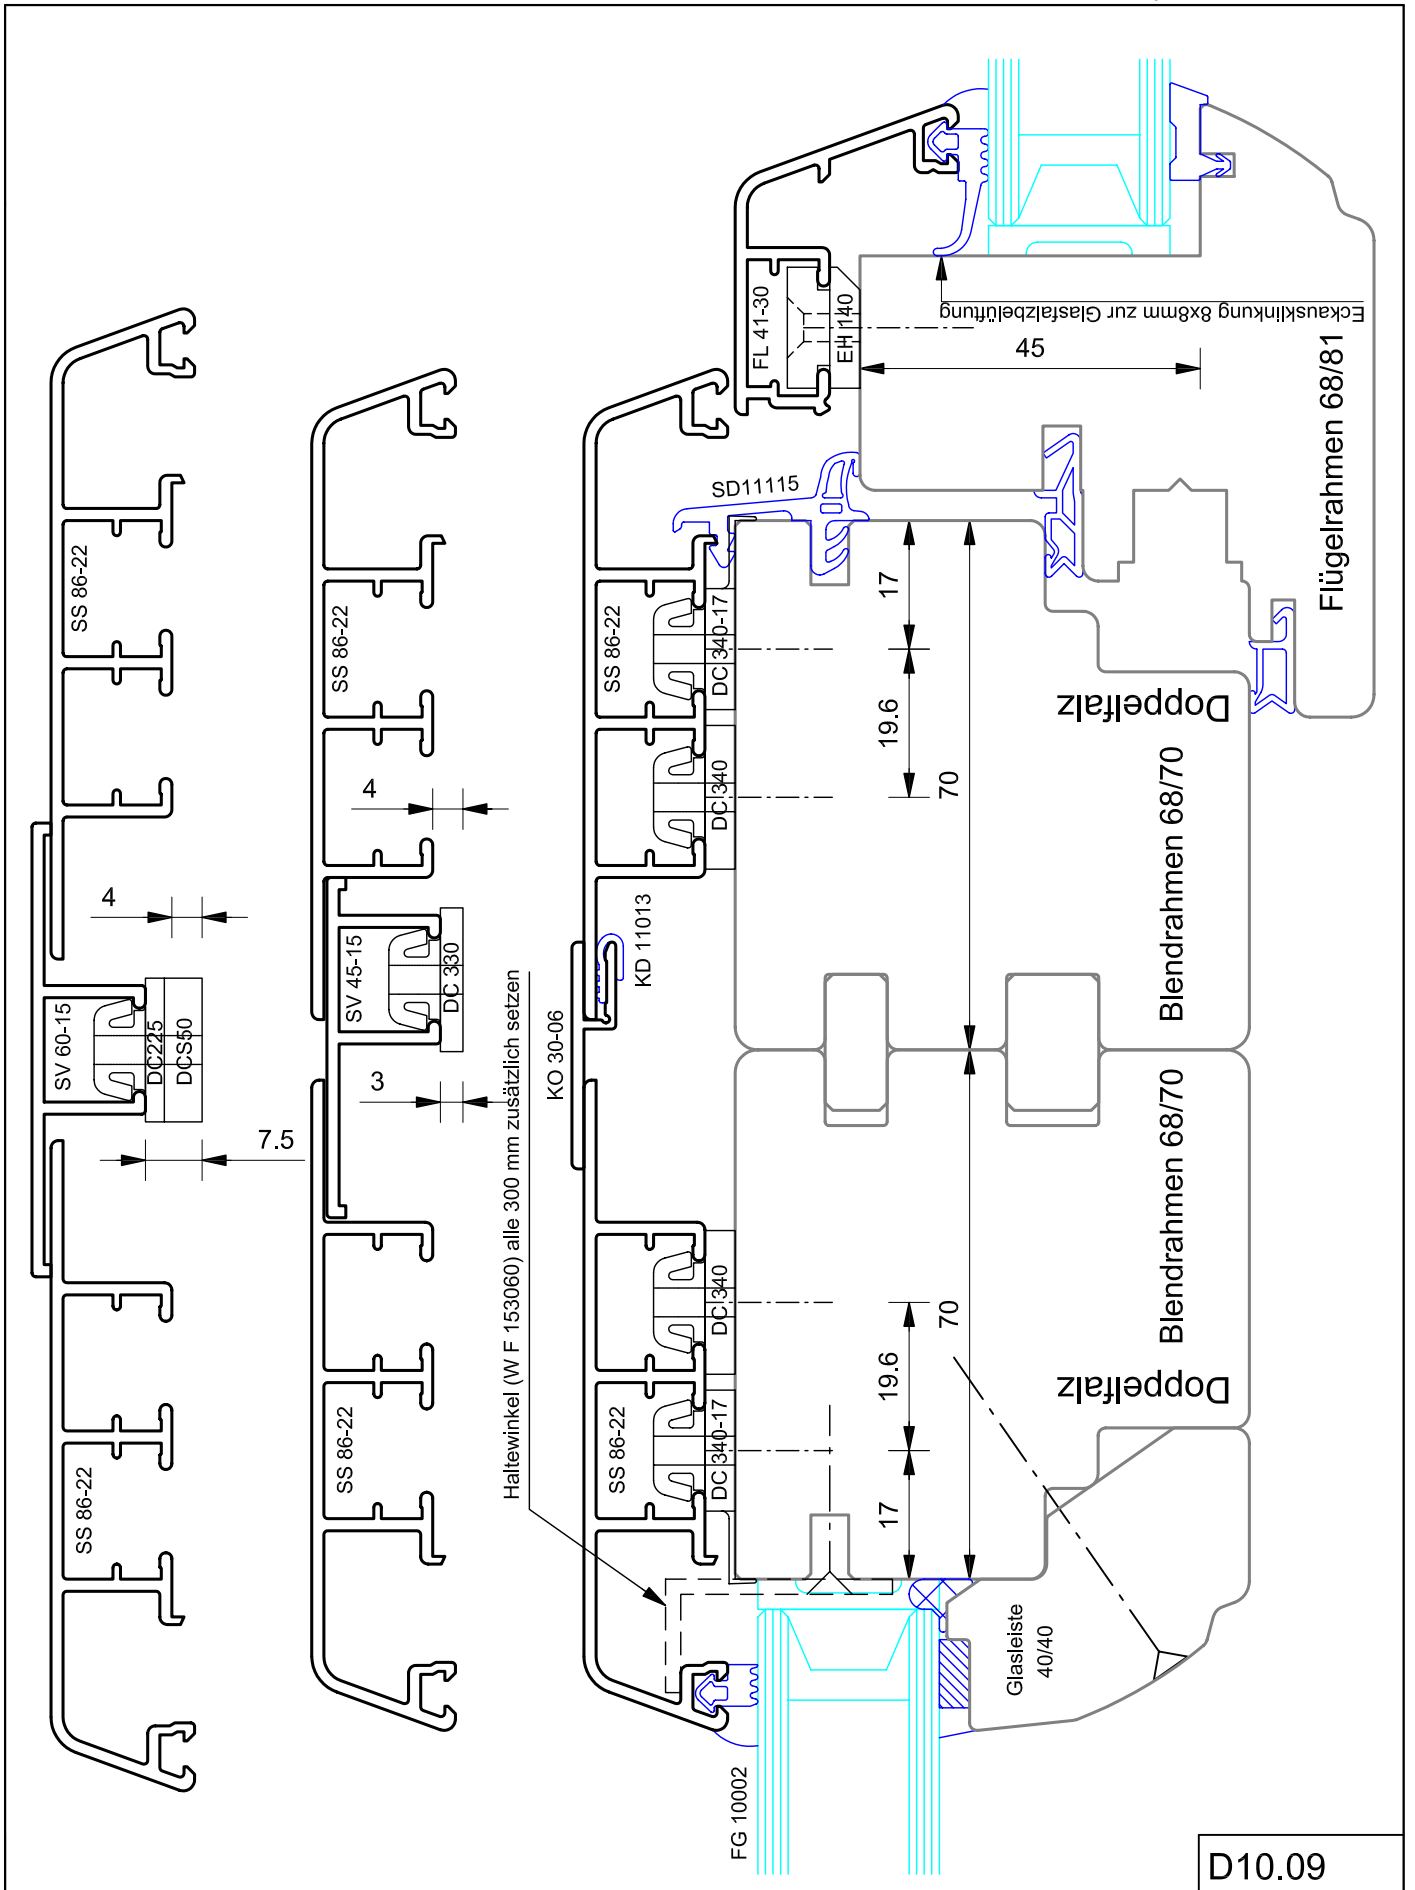 Eckausklinkung 8x8mm zur Glasfalzbelüftung
FL 41-30
EH 140
45
Flügelrahmen 68/81
SD11115
SS 86-22
SS 86-22
SS 86-22
DC 340-17
DC 340
17
19.6
70
Doppelfalz
Blendrahmen 68/70
4
4
SV 60-15
DC225
DCS50
7.5
SV 45-15
DC 330
3
KD 11013
KO 30-06
Haltewinkel (W F 153060) alle 300 mm zusätzlich setzen
Blendrahmen 68/70
Doppelfalz
70
19.6
17
DC 340
DC 340-17
SS 86-22
SS 86-22
SS 86-22
Glasleiste
40/40
FG 10002
D10.09